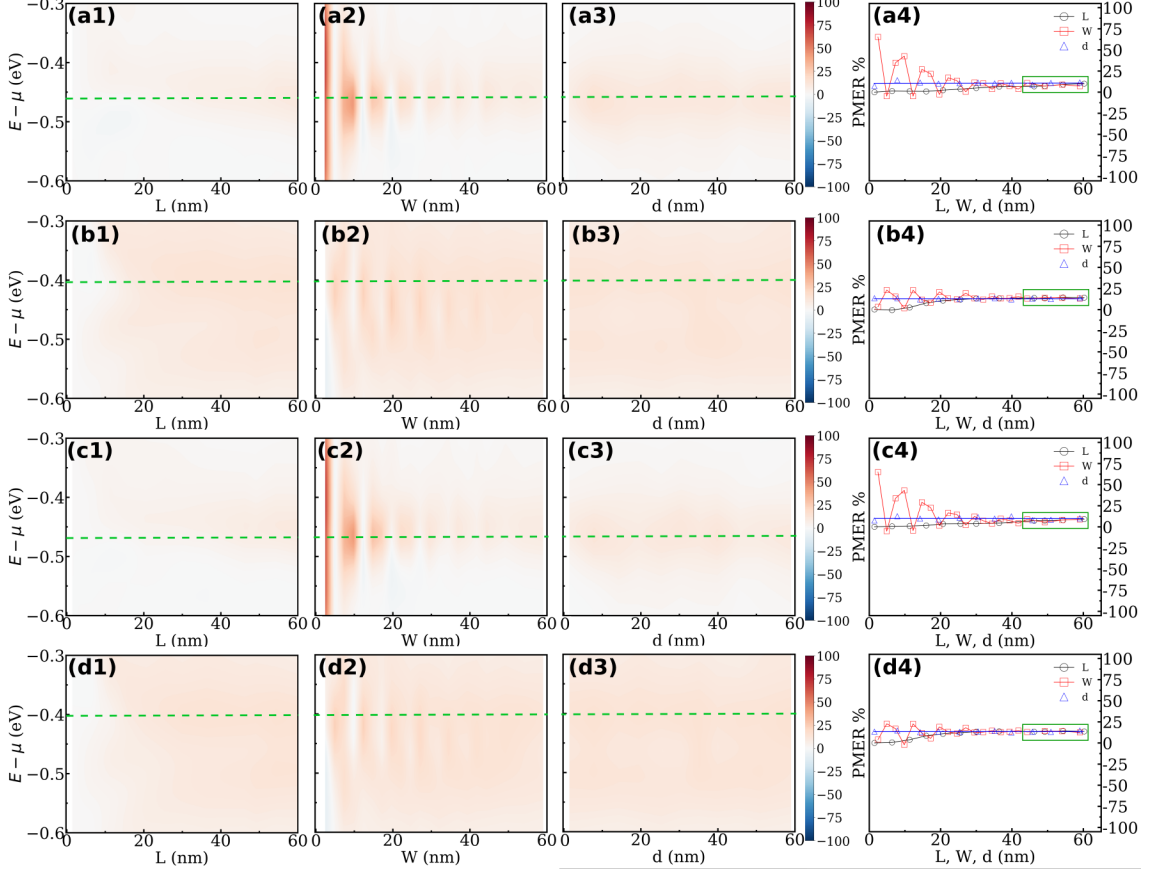 (a1) (a2) (a3) (a4)
E − μ (eV)
−0.3
−0.4
−0.5
−0.6
0 20 40 60
L (nm)
0 20 40 60
W (nm)
0 20 40 60
d (nm)
100
75
50
25
0
−25
−50
−75
−100
PMER %
L
W
d
100
75
50
25
0
-25
-50
-75
-100
0 20 40 60
L, W, d (nm)
(b1) (b2) (b3) (b4)
E − μ (eV)
−0.3
−0.4
−0.5
−0.6
0 20 40 60
L (nm)
0 20 40 60
W (nm)
0 20 40 60
d (nm)
100
75
50
25
0
−25
−50
−75
−100
PMER %
L
W
d
100
75
50
25
0
-25
-50
-75
-100
0 20 40 60
L, W, d (nm)
(c1) (c2) (c3) (c4)
E − μ (eV)
−0.3
−0.4
−0.5
−0.6
0 20 40 60
L (nm)
0 20 40 60
W (nm)
0 20 40 60
d (nm)
100
75
50
25
0
−25
−50
−75
−100
PMER %
L
W
d
100
75
50
25
0
-25
-50
-75
-100
0 20 40 60
L, W, d (nm)
(d1) (d2) (d3) (d4)
E − μ (eV)
−0.3
−0.4
−0.5
−0.6
0 20 40 60
L (nm)
0 20 40 60
W (nm)
0 20 40 60
d (nm)
100
75
50
25
0
−25
−50
−75
−100
PMER %
L
W
d
100
75
50
25
0
-25
-50
-75
-100
0 20 40 60
L, W, d (nm)